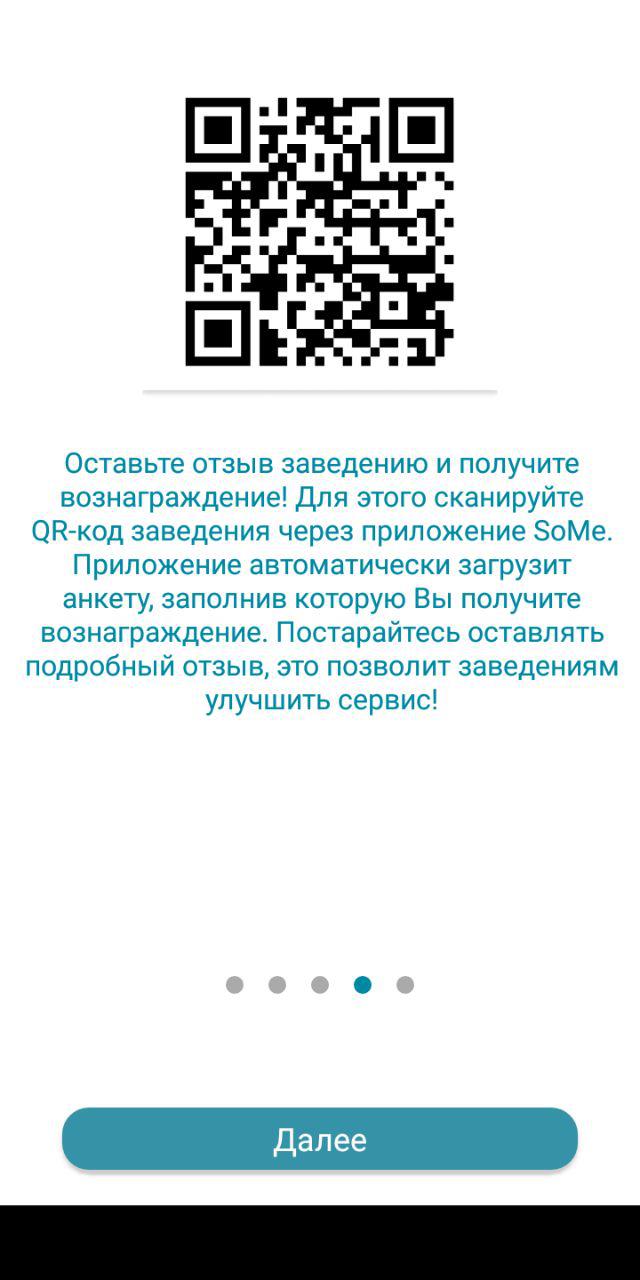 Оставьте отзыв заведению и получите
вознаграждение! Для этого сканируйте
QR-код заведения через приложение SoMe.
Приложение автоматически загрузит
анкету, заполнив которую Вы получите
вознаграждение. Постарайтесь оставлять
подробный отзыв, это позволит заведениям
улучшить сервис!
Далее